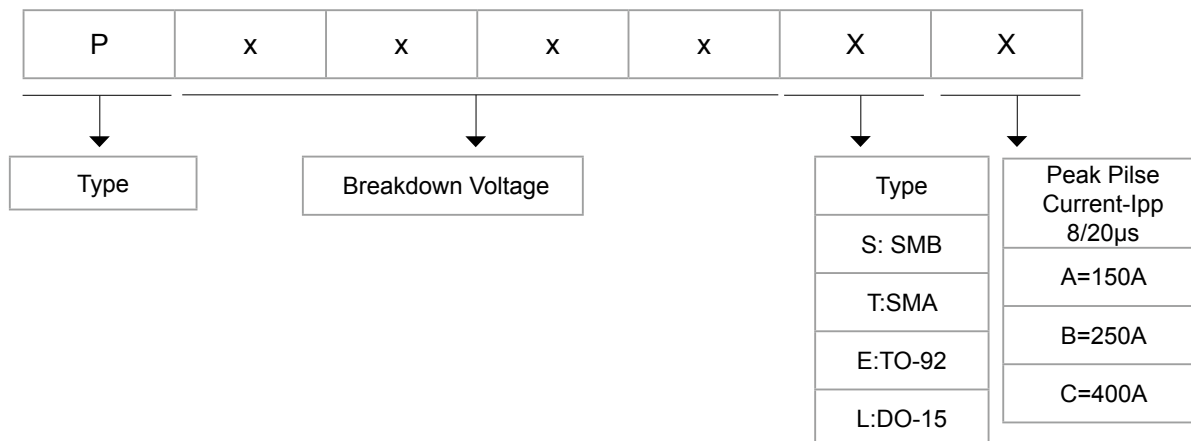 P x x x x X X
Type
Breakdown Voltage
Type
S: SMB
T:SMA
E:TO-92
L:DO-15
Peak Pilse
Current-Ipp
8/20µs
A=150A
B=250A
C=400A